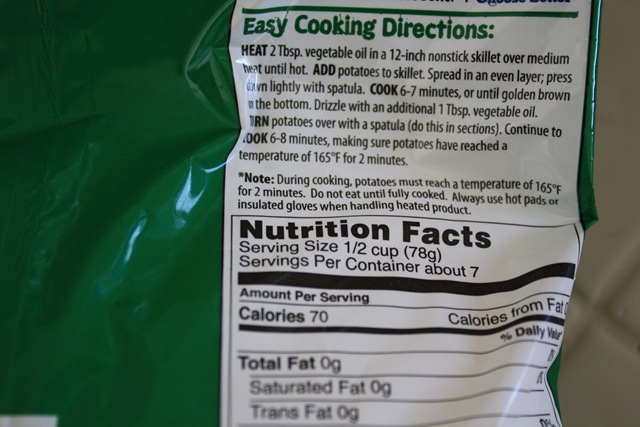 Easy Cooking Directions:
HEAT 2 Tbsp. vegetable oil in a 12-inch nonstick skillet over medium
heat until hot. ADD potatoes to skillet. Spread in an even layer; press
down lightly with spatula. COOK 6-7 minutes, or until golden brown
on the bottom. Drizzle with an additional 1 Tbsp. vegetable oil.
TURN potatoes over with a spatula (do this in sections). Continue to
COOK 6-8 minutes, making sure potatoes have reached a
temperature of 165°F for 2 minutes.
*Note: During cooking, potatoes must reach a temperature of 165°F
for 2 minutes. Do not eat until fully cooked. Always use hot pads or
insulated gloves when handling heated product.
Nutrition Facts
Serving Size 1/2 cup (78g)
Servings Per Container about 7
Amount Per Serving
Calories 70 Calories from Fat 0
% Daily Value
Total Fat 0g
Saturated Fat 0g
Trans Fat 0g